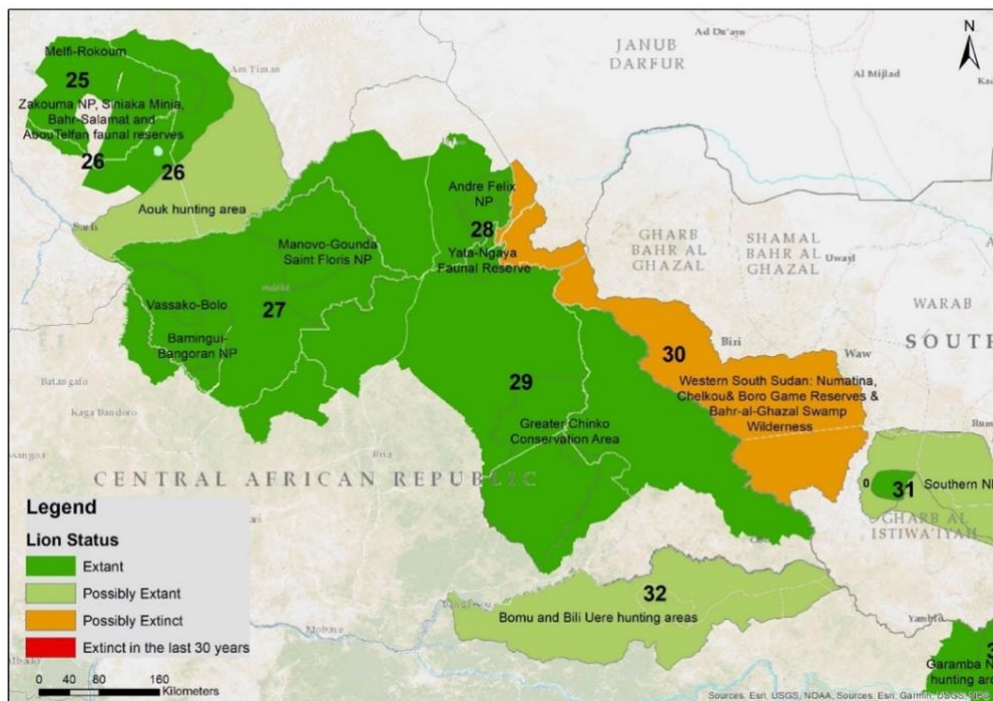 N
JANUB
DARFUR
Ad Du'ayn
Al Mijlad
Melfi-Rokoum
Am Timan
25
Zakouma NP, Siniaka Minia,
Bahr-Salamat and
AbouTelfan faunal reserves
26
26
Aouk hunting area
Sarh
Andre Felix
NP
28
Yata-Ngaya
Faunal Reserve
GHARB
BAHR AL
GHAZAL
SHAMAL
BAHR AL
GHAZAL
Uwayl
WARAB
Manovo-Gounda
Saint Floris NP
Vassako-Bolo
27
Bamingui-
Bangoran NP
SOUTH
Bizi
Waw
30
Western South Sudan: Numatina,
Chelkou& Boro Game Reserves &
Bahr-al-Ghazal Swamp
Wilderness
Batangafo
Kaga Bandoro
29
Greater Chinko
Conservation Area
Bria
CENTRAL AFRICAN REPUBLIC
0
31
Southern N
GHARB AL
ISTIWA'IYAH
Legend
Lion Status
Extant
Possibly Extant
Possibly Extinct
Extinct in the last 30 years
0 40 80 160
Kilometers
32
Bomu and Bili Uere hunting areas
Mobaye
Yambio
3
Garamba N
hunting are
Sources: Esri, USGS, NOAA, Sources: Esri, Garmin, USGS, NPS